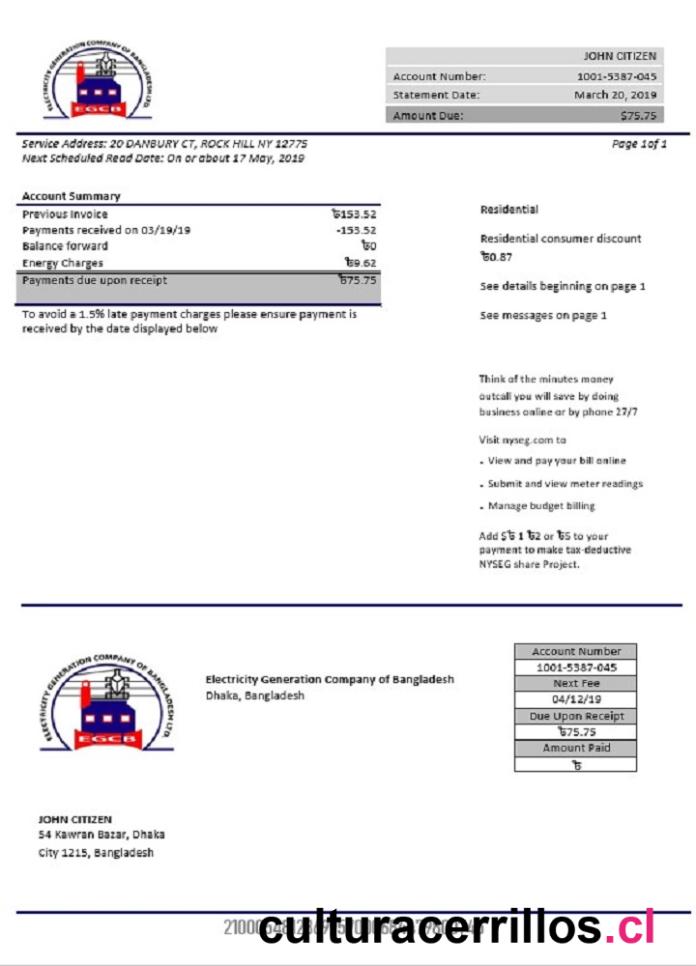 ELECTRICITY GENERATION COMPANY OF BANGLADESH LTD.
EGCB
JOHN CITIZEN
Account Number: 1001-5387-045
Statement Date: March 20, 2019
Amount Due: $75.75
Service Address: 20 DANBURY CT, ROCK HILL NY 12775
Page 1of 1
Next Scheduled Read Date: On or about 17 May, 2019
Account Summary
Previous Invoice ৳153.52
Payments received on 03/19/19 -153.52
Balance forward ৳0
Energy Charges ৳9.62
Payments due upon receipt ৳75.75
To avoid a 1.5% late payment charges please ensure payment is
received by the date displayed below
Residential
Residential consumer discount
৳0.87
See details beginning on page 1
See messages on page 1
Think of the minutes money
outcall you will save by doing
business online or by phone 27/7
Visit nyseg.com to
• View and pay your bill online
• Submit and view meter readings
• Manage budget billing
Add $৳ 1 ৳2 or ৳5 to your
payment to make tax-deductive
NYSEG share Project.
ELECTRICITY GENERATION COMPANY OF BANGLADESH LTD.
EGCB
Electricity Generation Company of Bangladesh
Dhaka, Bangladesh
Account Number
1001-5387-045
Next Fee
04/12/19
Due Upon Receipt
৳75.75
Amount Paid
৳
JOHN CITIZEN
54 Kawran Bazar, Dhaka
City 1215, Bangladesh
culturacerrillos.cl